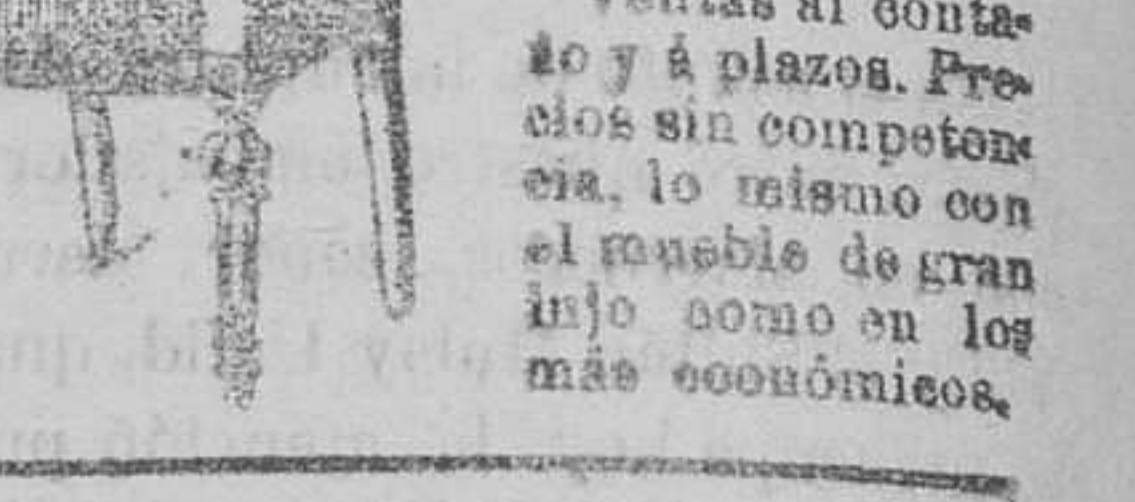 Ventas al conta-
do y á plazos. Pre-
cios sin competen-
cia, lo mismo con
el mueble de gran
lujo como en los
más económicos.